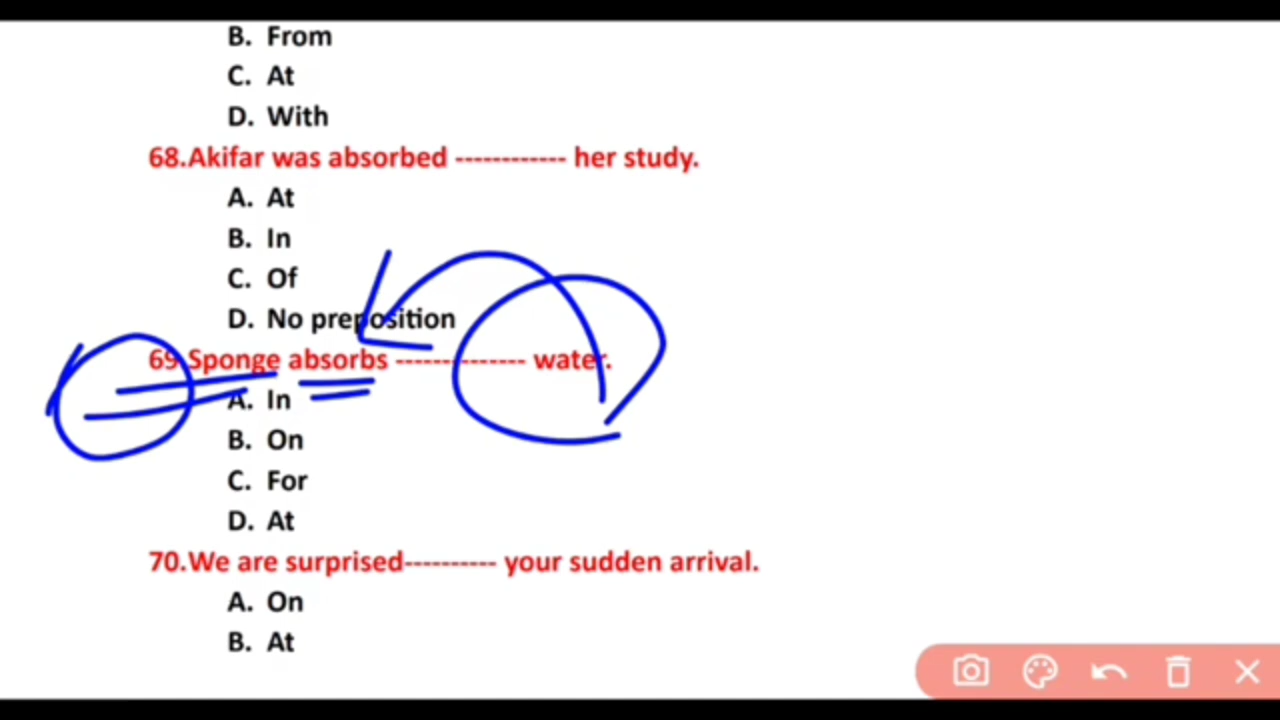 B. From
C. At
D. With
68.Akifar was absorbed ------------ her study.
A. At
B. In
C. Of
D. No preposition
69.Sponge absorbs -------------- water.
A. In
B. On
C. For
D. At
70.We are surprised---------- your sudden arrival.
A. On
B. At